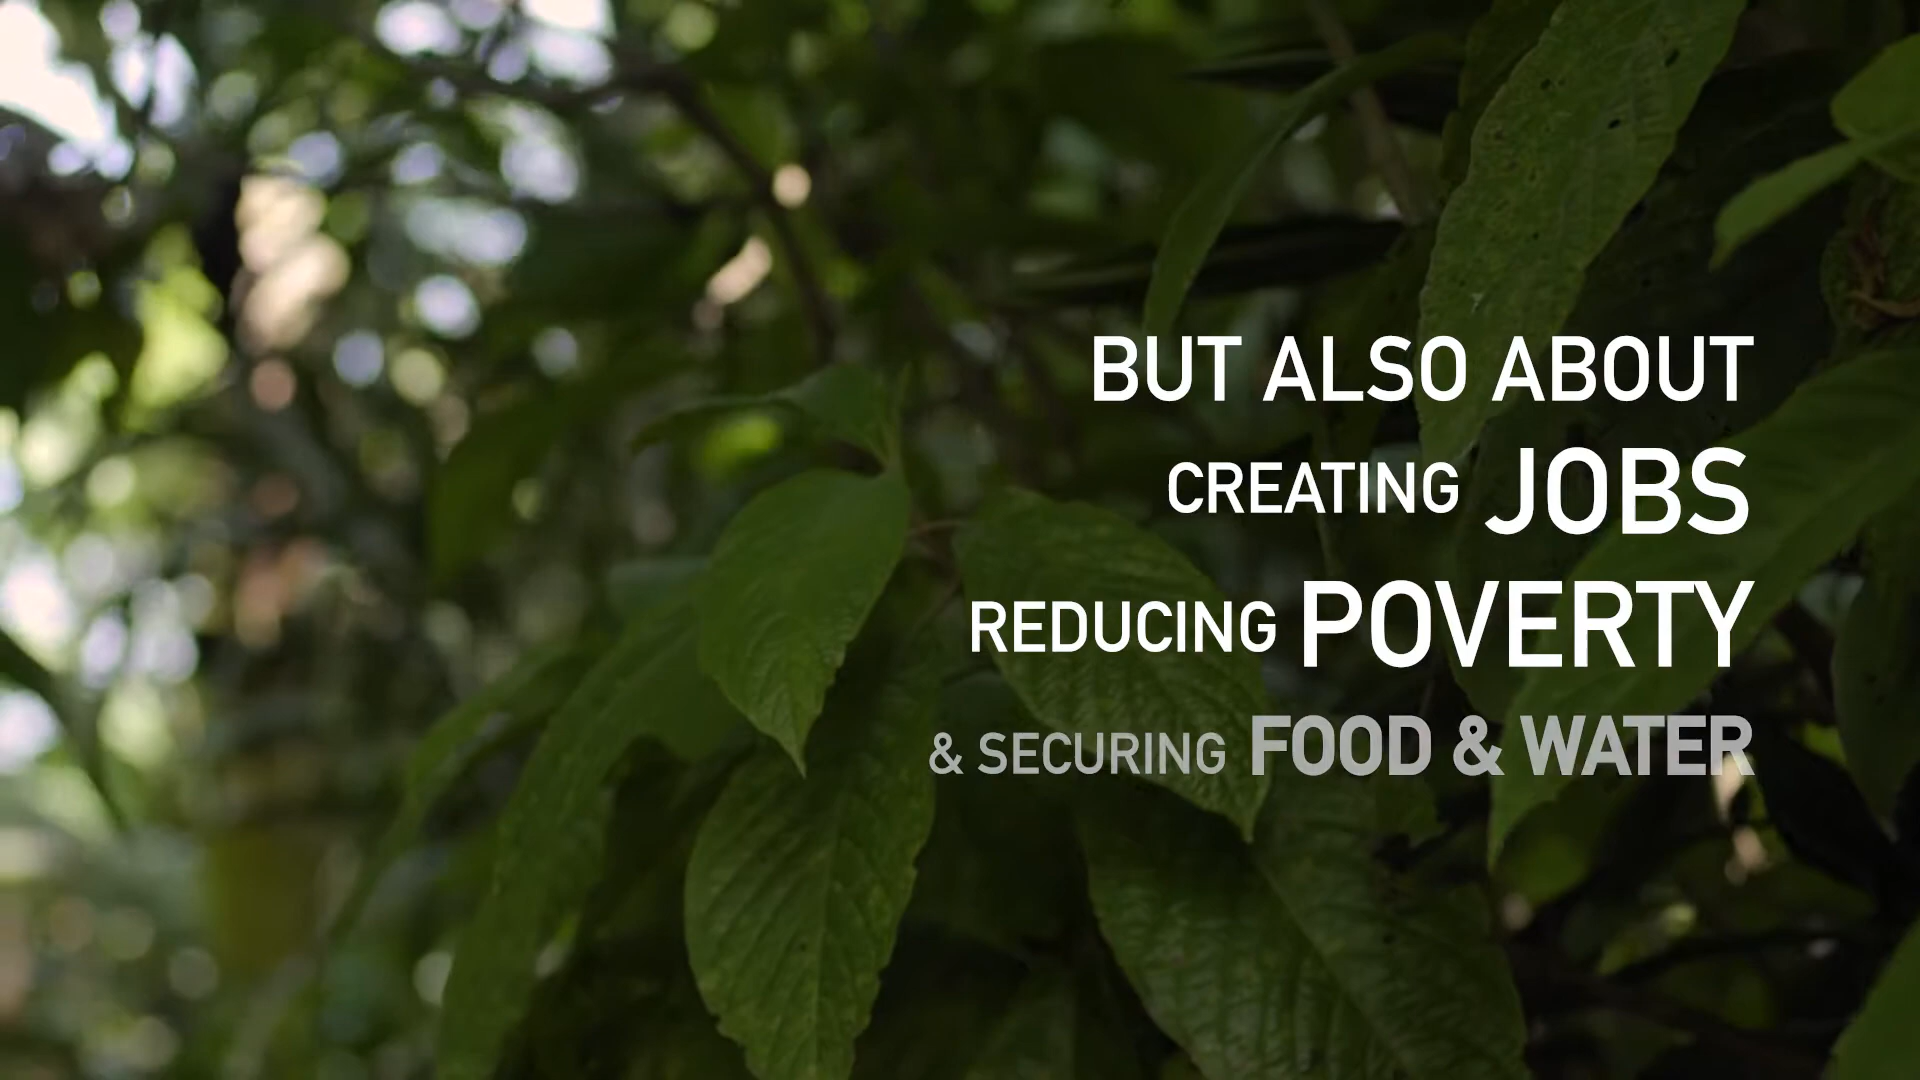 BUT ALSO ABOUT
CREATING JOBS
REDUCING POVERTY
& SECURING FOOD & WATER